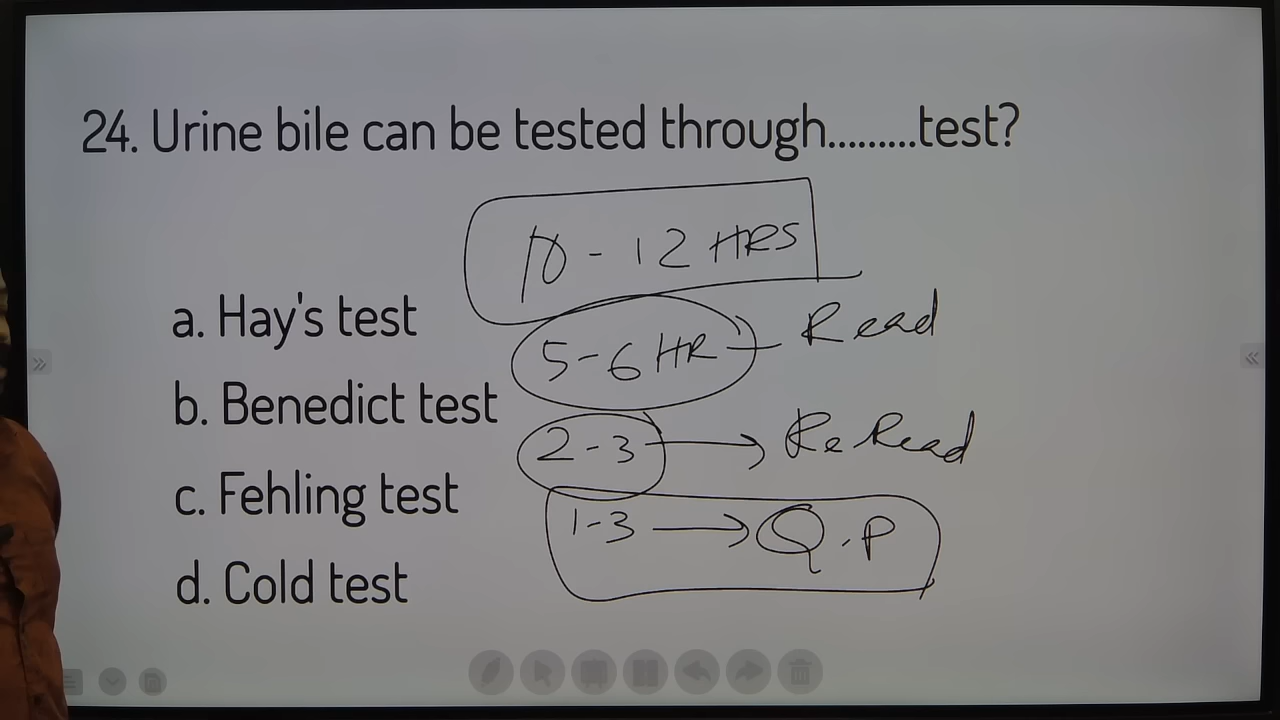 24. Urine bile can be tested through.........test?
10 - 12 HRS
a. Hay's test
5-6 HR Read
b. Benedict test
2-3 → Re Read
c. Fehling test
1-3 → Q.P
d. Cold test